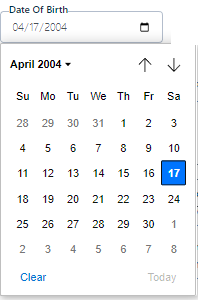 Date Of Birth
04/17/2004
April 2004
Su Mo Tu We Th Fr Sa
28 29 30 31 1 2 3
4 5 6 7 8 9 10
11 12 13 14 15 16 17
18 19 20 21 22 23 24
25 26 27 28 29 30 1
2 3 4 5 6 7 8
Clear Today